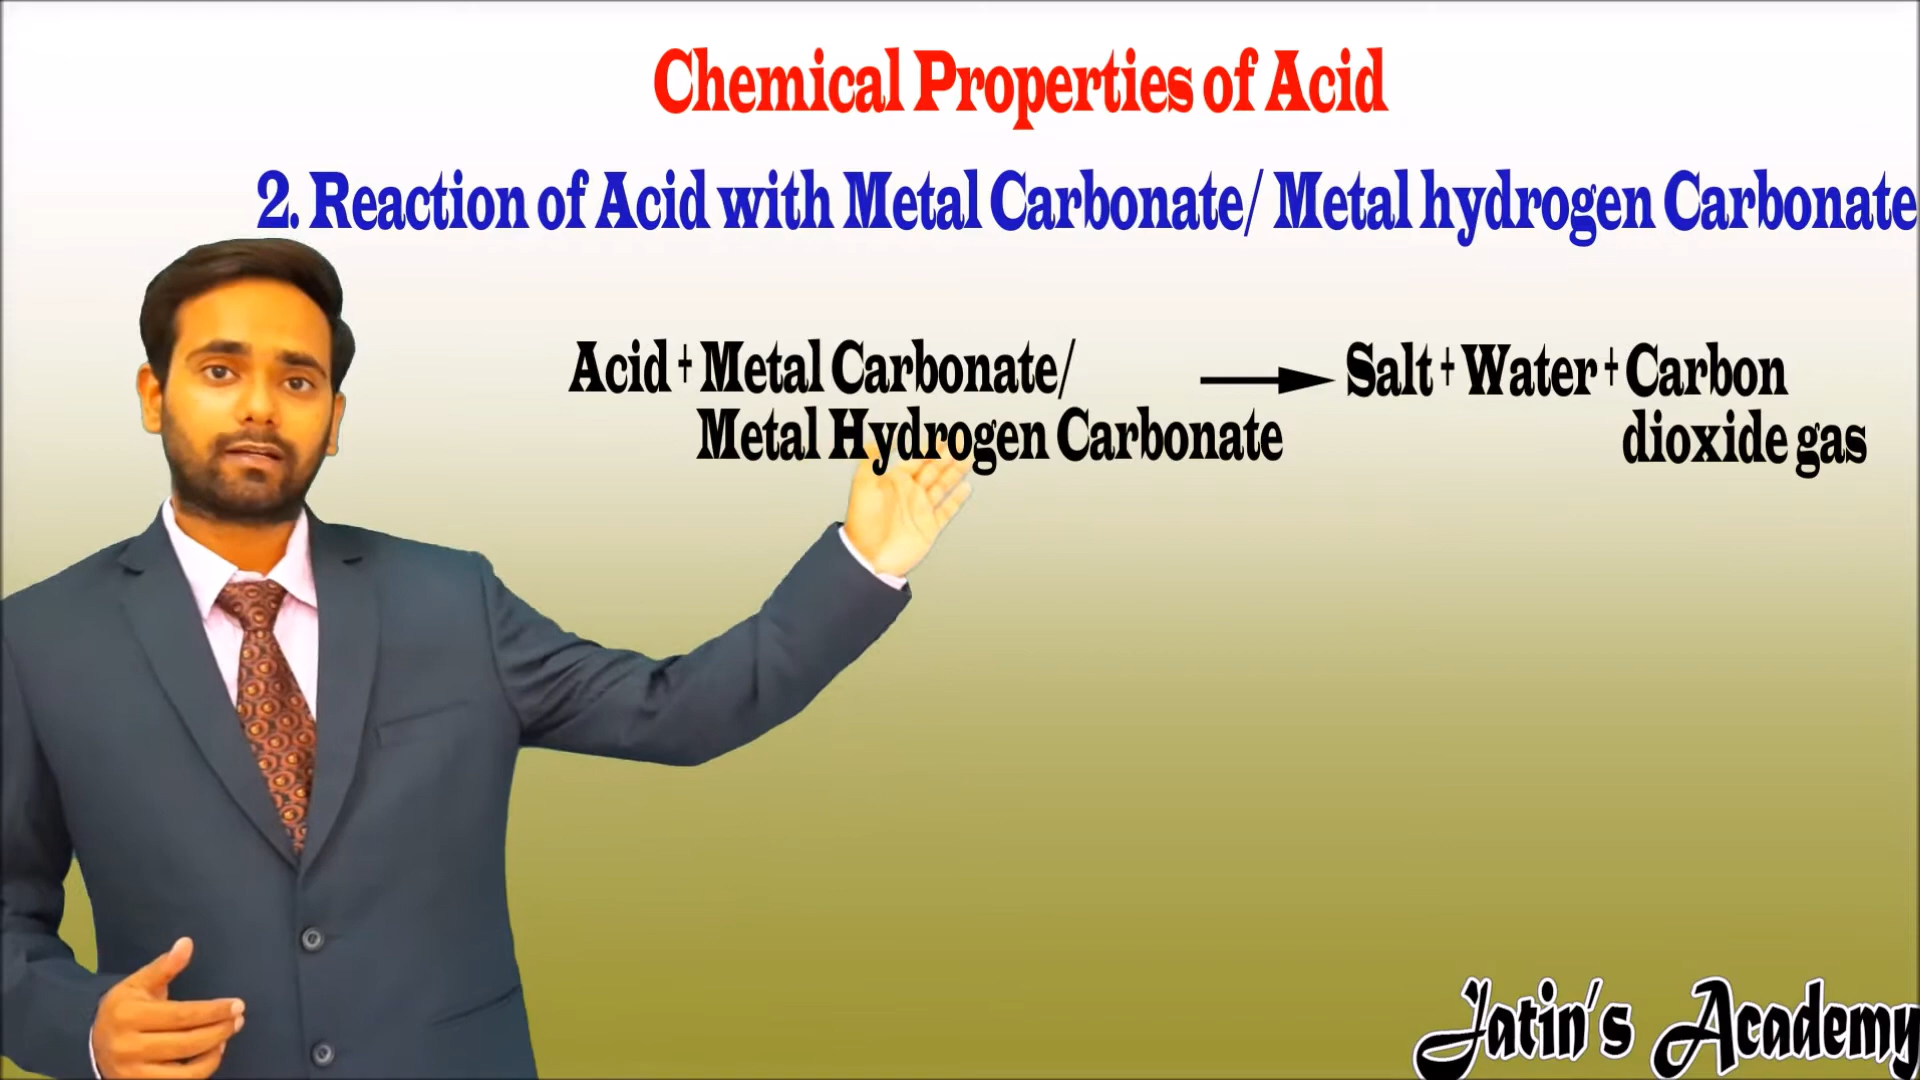 Chemical Properties of Acid
2. Reaction of Acid with Metal Carbonate/ Metal hydrogen Carbonate
Acid + Metal Carbonate/ Salt + Water + Carbon
Metal Hydrogen Carbonate dioxide gas
Jatin's Academy